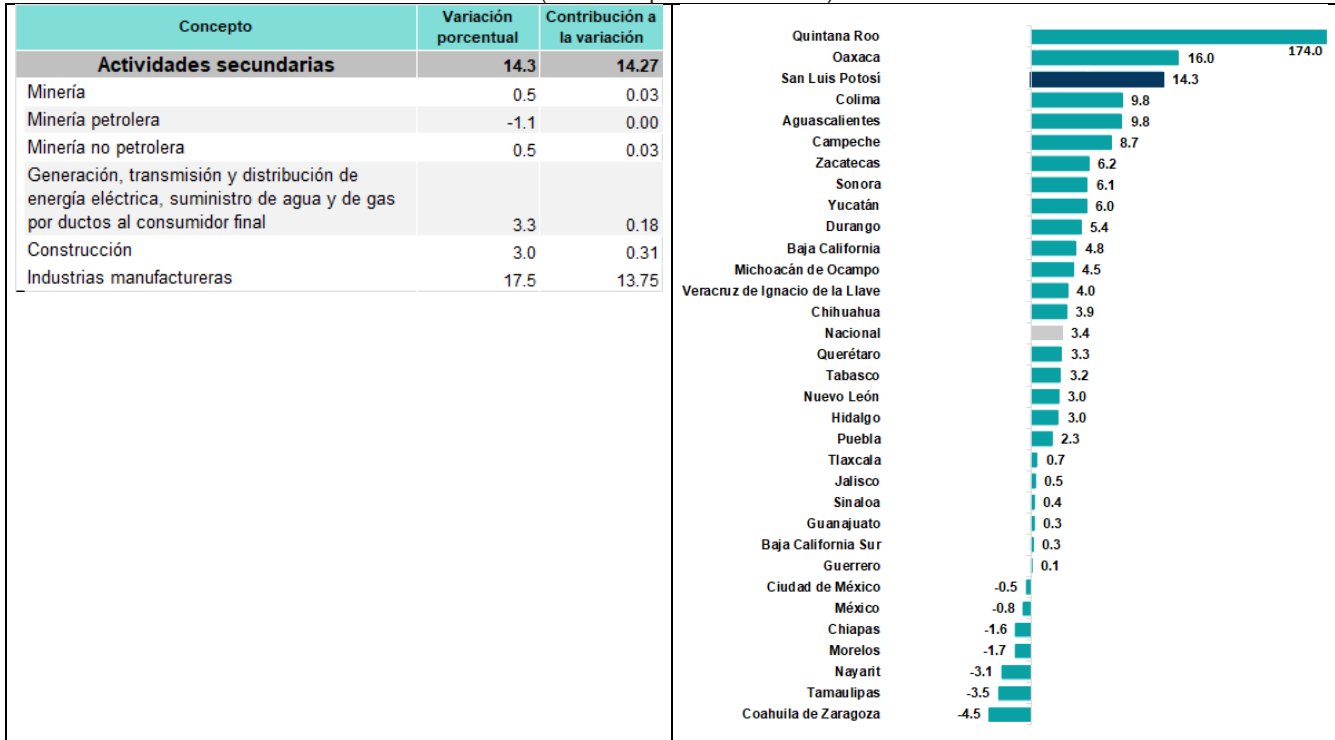 Concepto Variación porcentual Contribución a la variación
Actividades secundarias 14.3 14.27
Minería 0.5 0.03
Minería petrolera -1.1 0.00
Minería no petrolera 0.5 0.03
Generación, transmisión y distribución de
energía eléctrica, suministro de agua y de gas
por ductos al consumidor final 3.3 0.18
Construcción 3.0 0.31
Industrias manufactureras 17.5 13.75
Quintana Roo 174.0
Oaxaca 16.0
San Luis Potosí 14.3
Colima 9.8
Aguascalientes 9.8
Campeche 8.7
Zacatecas 6.2
Sonora 6.1
Yucatán 6.0
Durango 5.4
Baja California 4.8
Michoacán de Ocampo 4.5
Veracruz de Ignacio de la Llave 4.0
Chihuahua 3.9
Nacional 3.4
Querétaro 3.3
Tabasco 3.2
Nuevo León 3.0
Hidalgo 3.0
Puebla 2.3
Tlaxcala 0.7
Jalisco 0.5
Sinaloa 0.4
Guanajuato 0.3
Baja California Sur 0.3
Guerrero 0.1
Ciudad de México -0.5
México -0.8
Chiapas -1.6
Morelos -1.7
Nayarit -3.1
Tamaulipas -3.5
Coahuila de Zaragoza -4.5